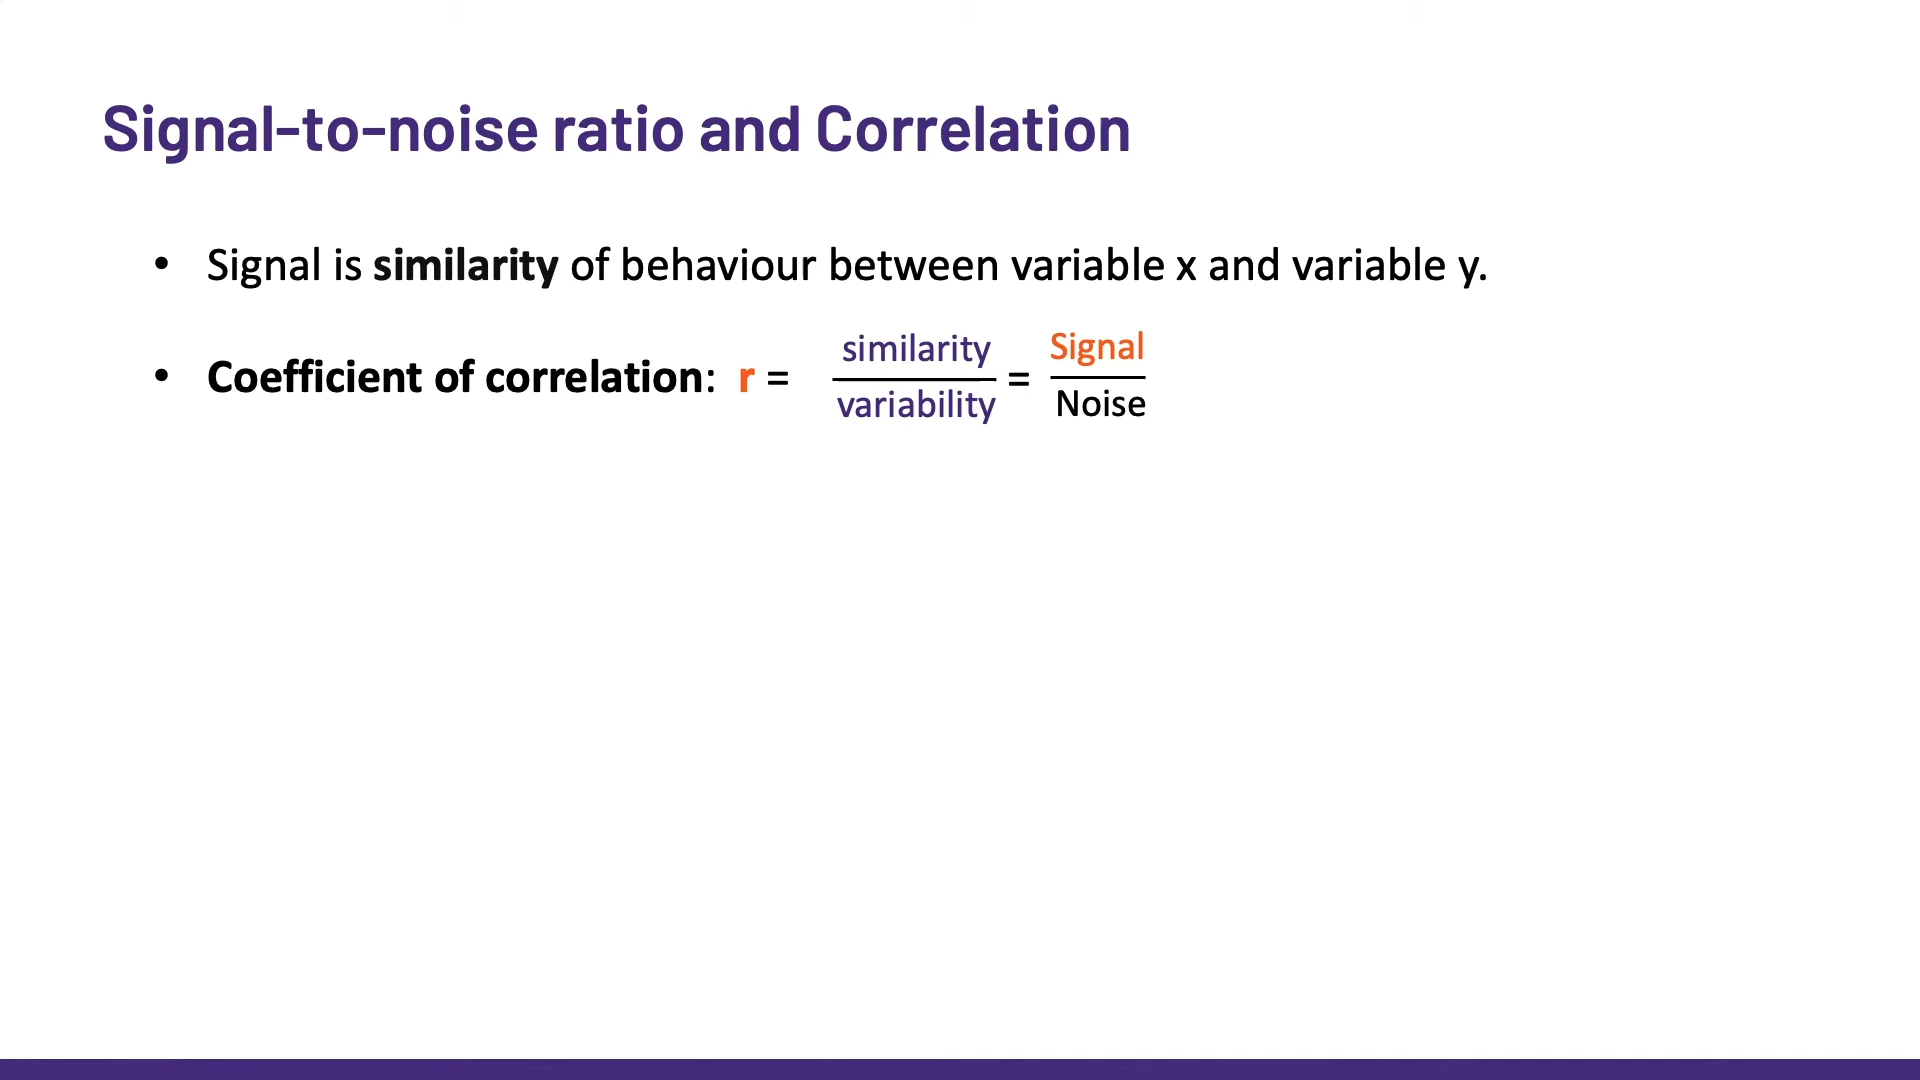 Signal-to-noise ratio and Correlation
• Signal is similarity of behaviour between variable x and variable y.
• Coefficient of correlation: r = similarity / variability = Signal / Noise